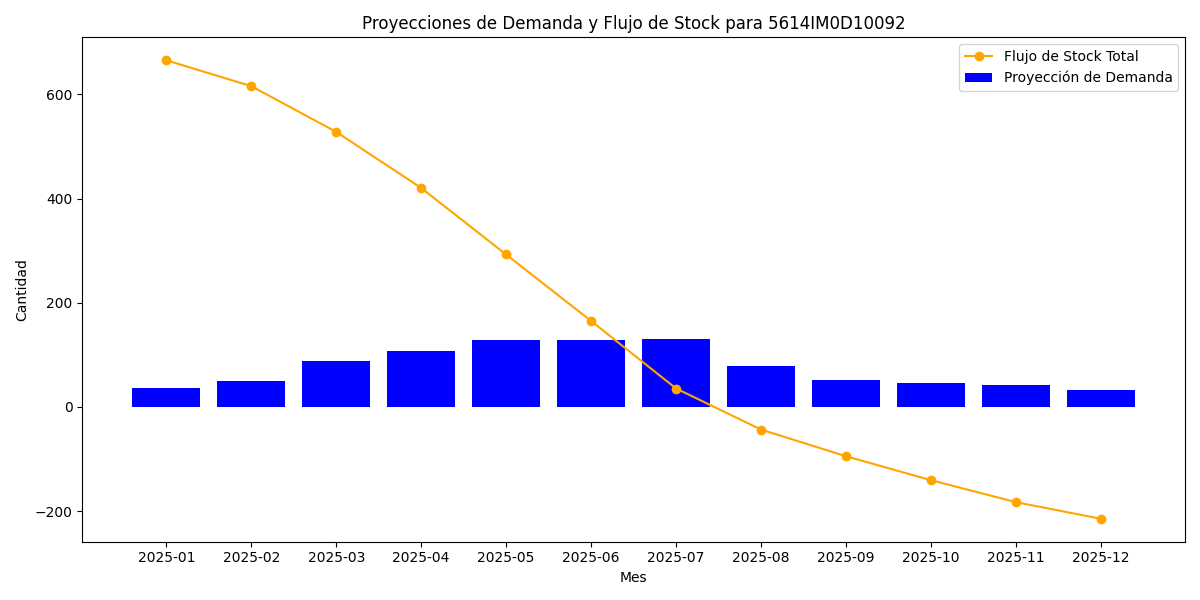 Proyecciones de Demanda y Flujo de Stock para 5614IM0D10092
Flujo de Stock Total
Proyección de Demanda
600
400
200
0
−200
Cantidad
2025-01 2025-02 2025-03 2025-04 2025-05 2025-06 2025-07 2025-08 2025-09 2025-10 2025-11 2025-12
Mes